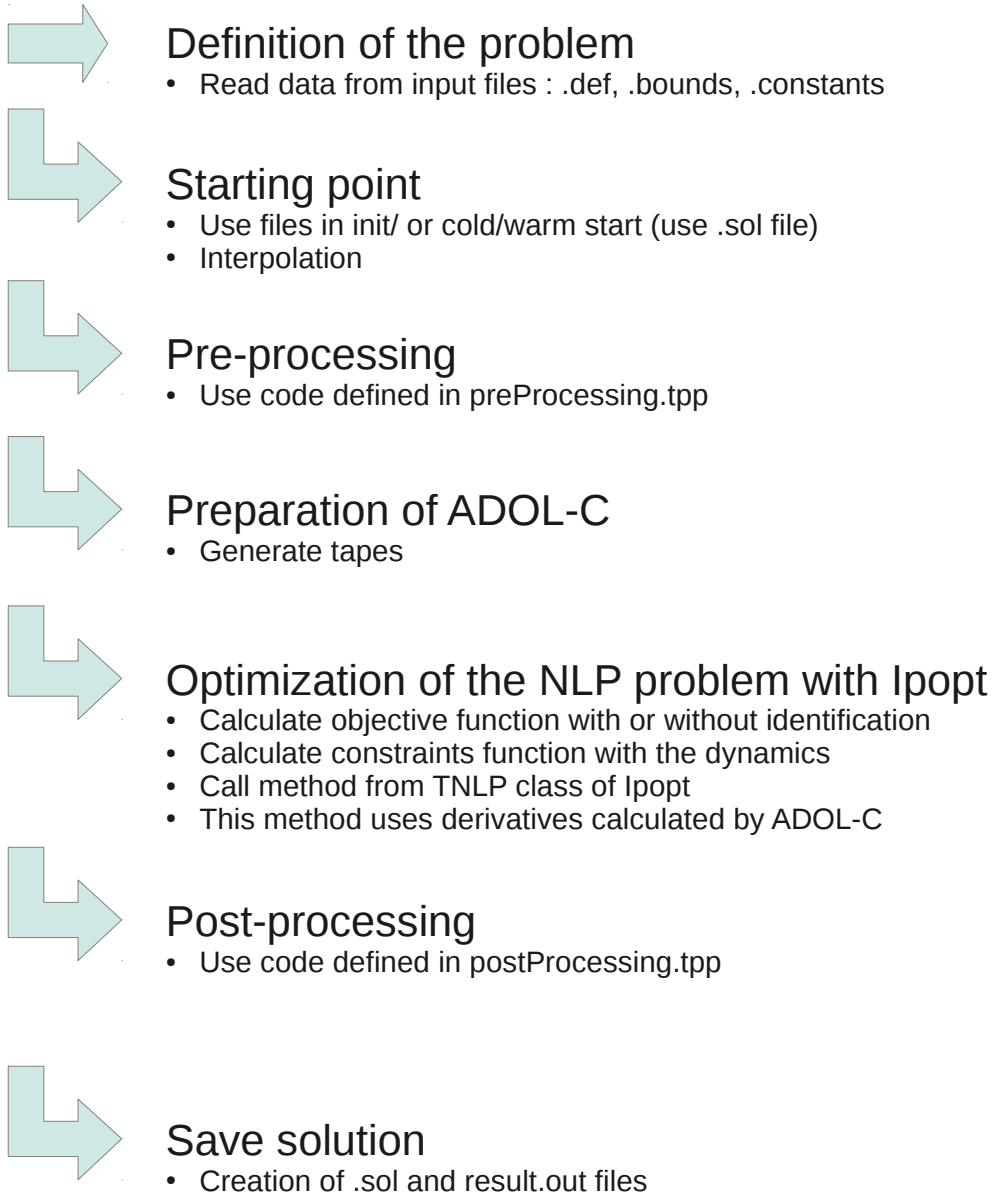 Definition of the problem
• Read data from input files : .def, .bounds, .constants
Starting point
• Use files in init/ or cold/warm start (use .sol file)
• Interpolation
Pre-processing
• Use code defined in preProcessing.tpp
Preparation of ADOL-C
• Generate tapes
Optimization of the NLP problem with Ipopt
• Calculate objective function with or without identification
• Calculate constraints function with the dynamics
• Call method from TNLP class of Ipopt
• This method uses derivatives calculated by ADOL-C
Post-processing
• Use code defined in postProcessing.tpp
Save solution
• Creation of .sol and result.out files